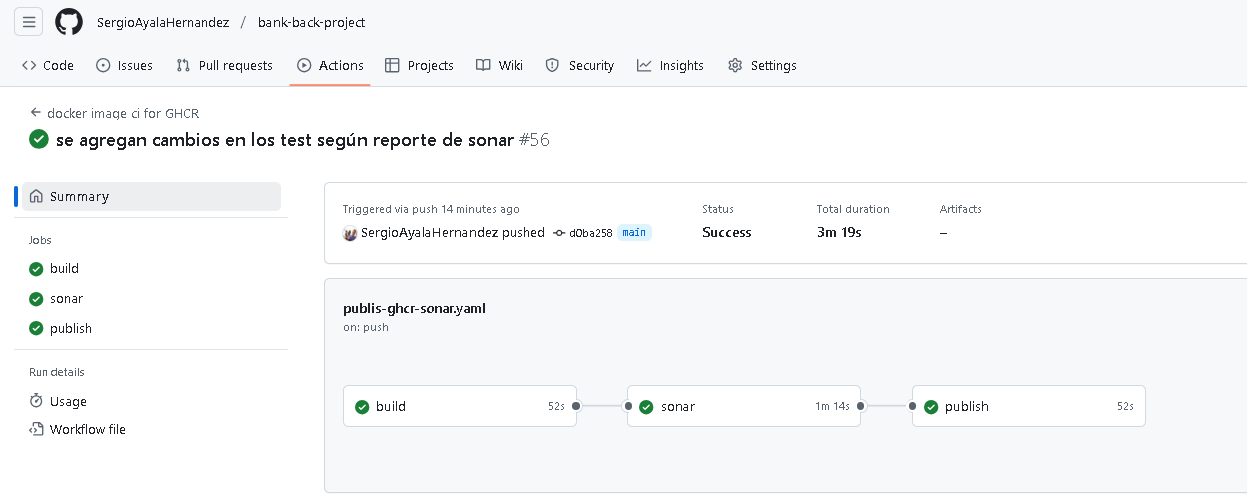 SergioAyalaHernandez / bank-back-project
Code Issues Pull requests Actions Projects Wiki Security Insights Settings
← docker image ci for GHCR
se agregan cambios en los test según reporte de sonar #56
Summary
Jobs
build
sonar
publish
Run details
Usage
Workflow file
Triggered via push 14 minutes ago
SergioAyalaHernandez pushed d0ba258 main
Status
Success
Total duration
3m 19s
Artifacts
–
publis-ghcr-sonar.yaml
on: push
build 52s
sonar 1m 14s
publish 52s